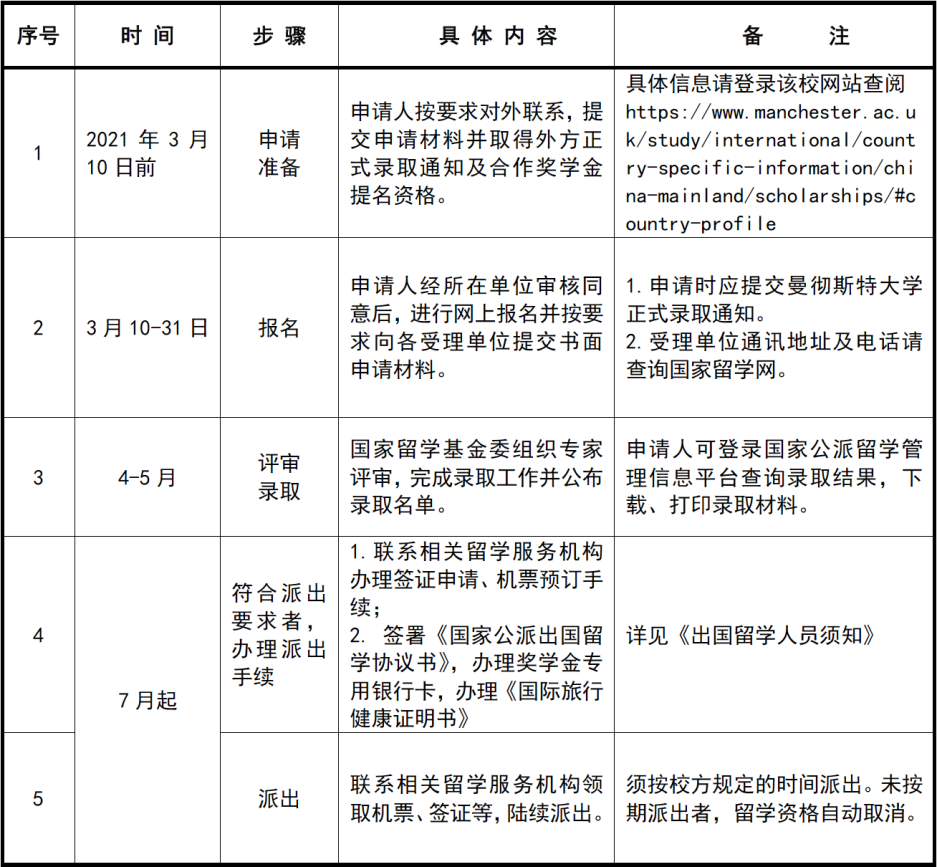 序号 时 间 步 骤 具 体 内 容 备 注
1
2021 年 3 月
10 日前
申请
准备
申请人按要求对外联系，提
交申请材料并取得外方正
式录取通知及合作奖学金
提名资格。
具体信息请登录该校网站查阅
https://www.manchester.ac.u
k/study/international/count
ry-specific-information/chi
na-mainland/scholarships/#c
ountry-profile
2
3 月 10-31 日
报名
申请人经所在单位审核同
意后，进行网上报名并按要
求向各受理单位提交书面
申请材料。
1. 申请时应提交曼彻斯特大学
正式录取通知。
2. 受理单位通讯地址及电话请
查询国家留学网。
3
4-5 月
评审
录取
国家留学基金委组织专家
评审，完成录取工作并公布
录取名单。
申请人可登录国家公派留学管
理信息平台查询录取结果，下
载、打印录取材料。
4
7 月起
符合派出
要求者，
办理派出
手续
1. 联系相关留学服务机构
办理签证申请、机票预订手
续；
2. 签署《国家公派出国留
学协议书》，办理奖学金专
用银行卡，办理《国际旅行
健康证明书》
详见《出国留学人员须知》
5
派出
联系相关留学服务机构领
取机票、签证等，陆续派出。
须按校方规定的时间派出。未按
期派出者，留学资格自动取消。